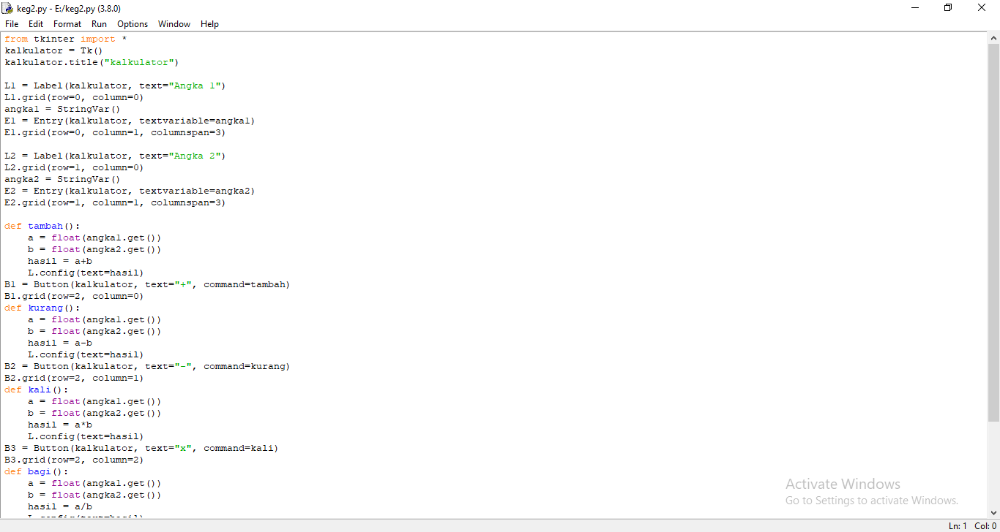 keg2.py - E:/keg2.py (3.8.0)
File Edit Format Run Options Window Help
from tkinter import *
kalkulator = Tk()
kalkulator.title("kalkulator")

L1 = Label(kalkulator, text="Angka 1")
L1.grid(row=0, column=0)
angka1 = StringVar()
E1 = Entry(kalkulator, textvariable=angka1)
E1.grid(row=0, column=1, columnspan=3)

L2 = Label(kalkulator, text="Angka 2")
L2.grid(row=1, column=0)
angka2 = StringVar()
E2 = Entry(kalkulator, textvariable=angka2)
E2.grid(row=1, column=1, columnspan=3)

def tambah():
    a = float(angka1.get())
    b = float(angka2.get())
    hasil = a+b
    L.config(text=hasil)
B1 = Button(kalkulator, text="+", command=tambah)
B1.grid(row=2, column=0)
def kurang():
    a = float(angka1.get())
    b = float(angka2.get())
    hasil = a-b
    L.config(text=hasil)
B2 = Button(kalkulator, text="-", command=kurang)
B2.grid(row=2, column=1)
def kali():
    a = float(angka1.get())
    b = float(angka2.get())
    hasil = a*b
    L.config(text=hasil)
B3 = Button(kalkulator, text="x", command=kali)
B3.grid(row=2, column=2)
def bagi():
    a = float(angka1.get())
    b = float(angka2.get())
    hasil = a/b
Activate Windows
Go to Settings to activate Windows.
Ln: 1 Col: 0